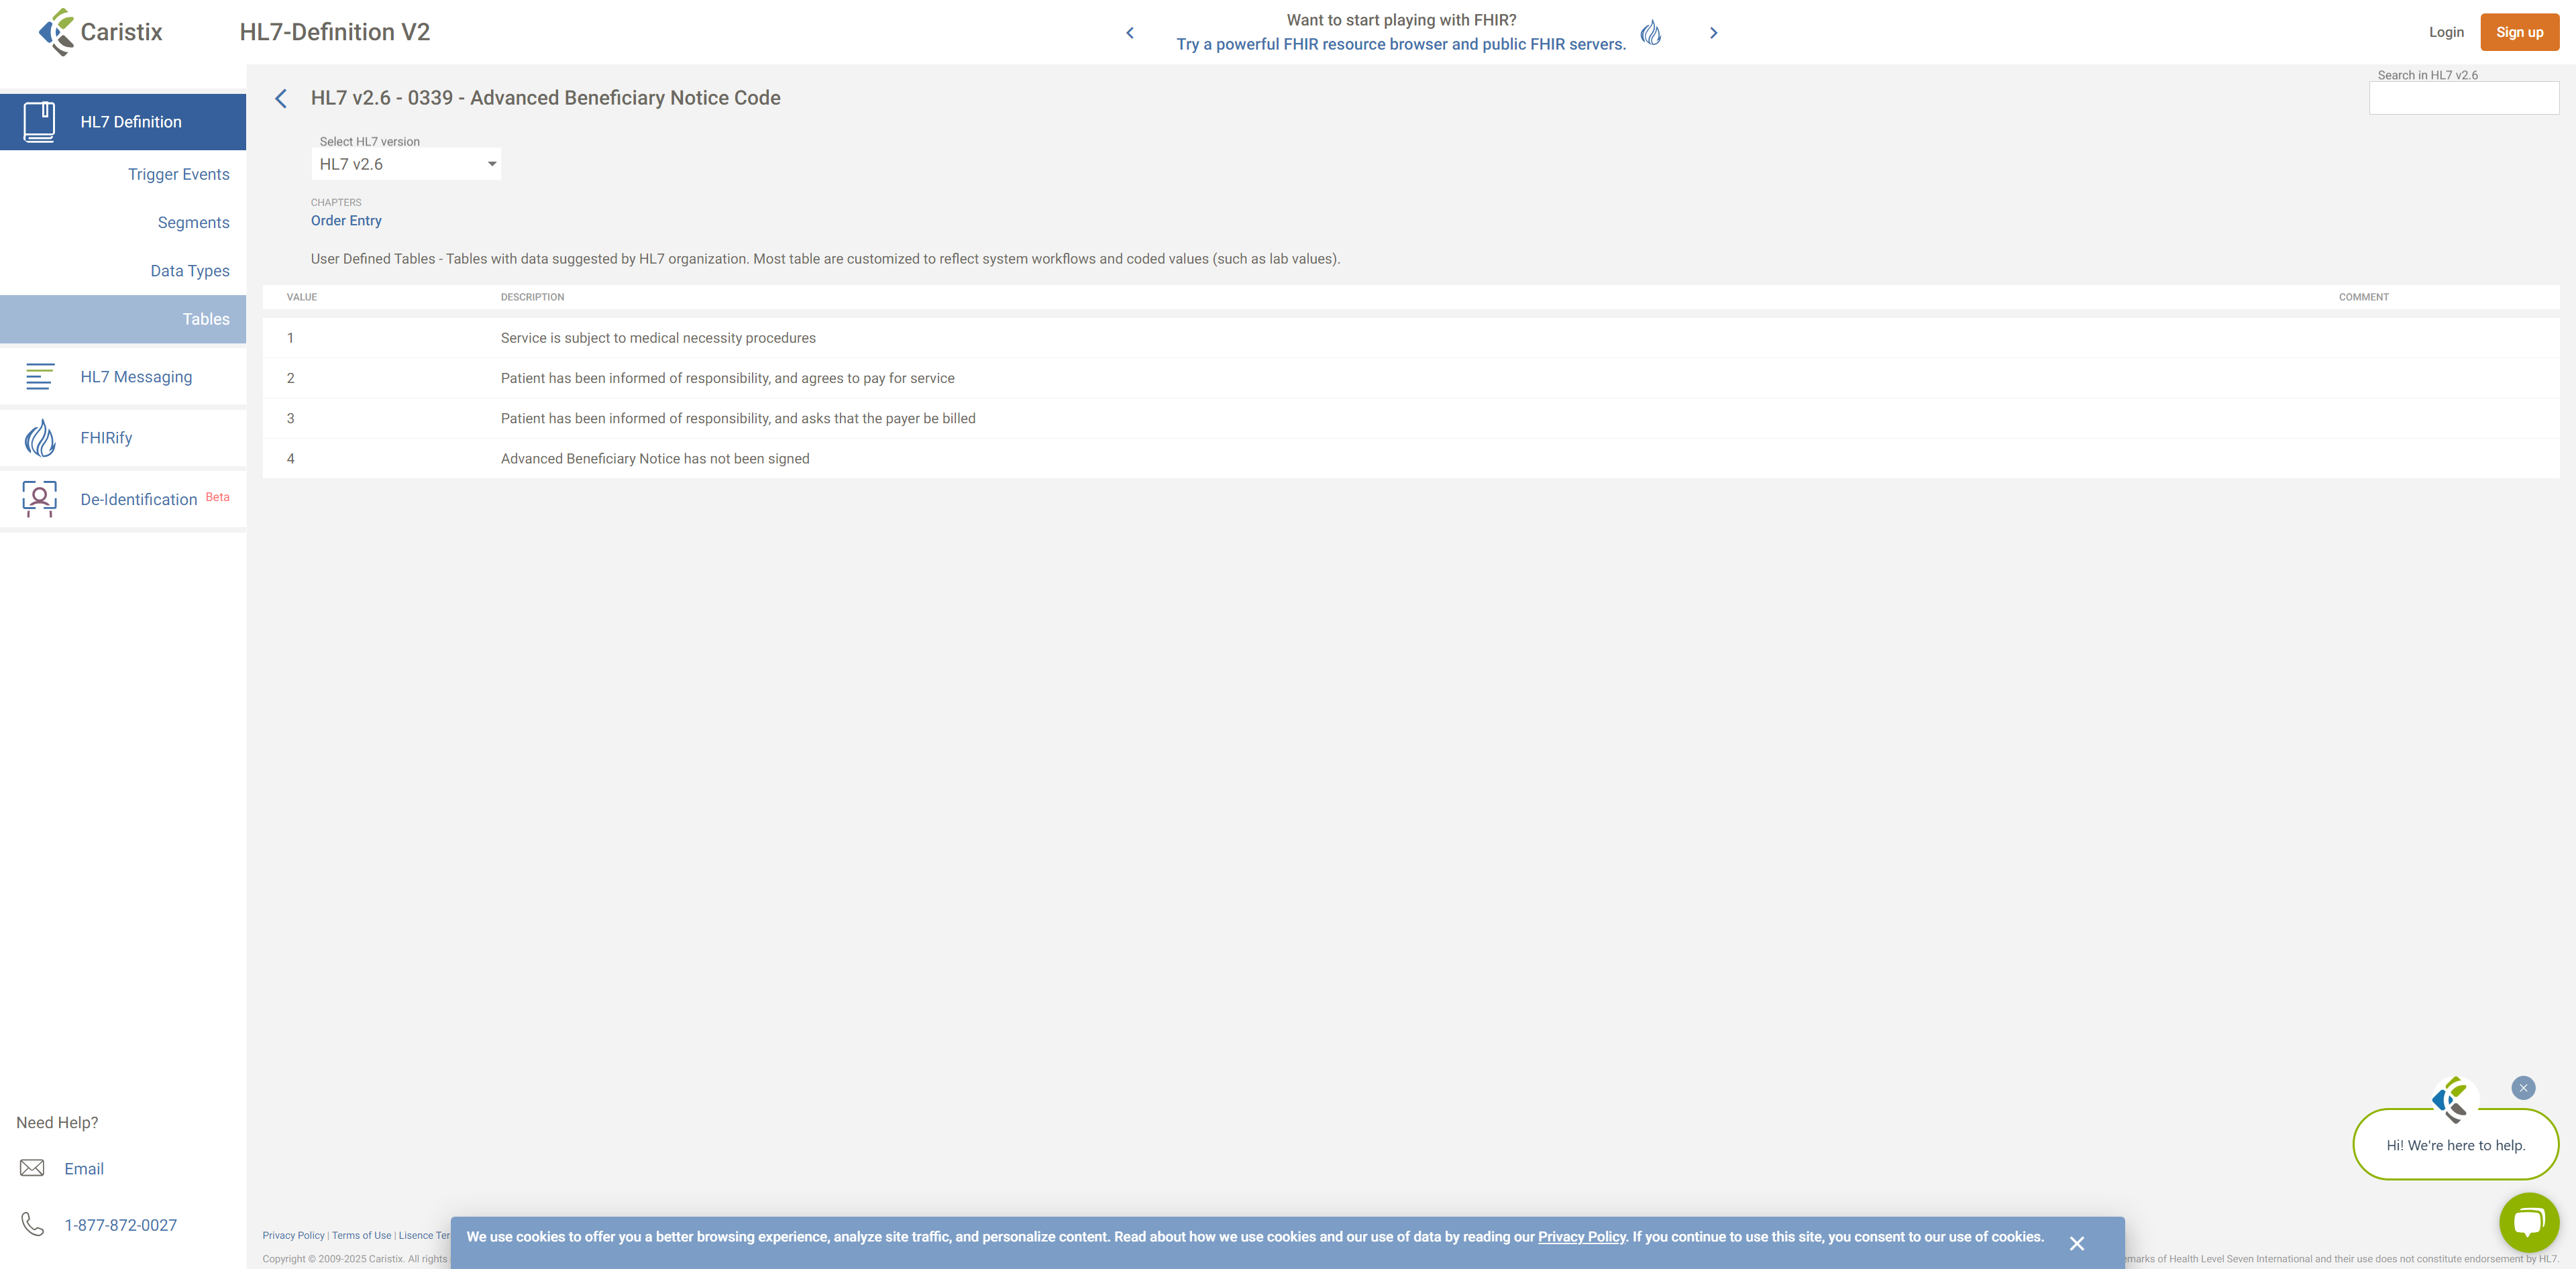 Caristix
HL7-Definition V2
Want to start playing with FHIR?
Try a powerful FHIR resource browser and public FHIR servers.
Login
Sign up
HL7 Definition
Trigger Events
Segments
Data Types
Tables
HL7 Messaging
FHIRify
De-Identification Beta
Need Help?
Email
1-877-872-0027
HL7 v2.6 - 0339 - Advanced Beneficiary Notice Code
Search in HL7 v2.6
Select HL7 version
HL7 v2.6
CHAPTERS
Order Entry
User Defined Tables - Tables with data suggested by HL7 organization. Most table are customized to reflect system workflows and coded values (such as lab values).
VALUE DESCRIPTION COMMENT
1 Service is subject to medical necessity procedures
2 Patient has been informed of responsibility, and agrees to pay for service
3 Patient has been informed of responsibility, and asks that the payer be billed
4 Advanced Beneficiary Notice has not been signed
Hi! We're here to help.
Privacy Policy | Terms of Use | Lisence
We use cookies to offer you a better browsing experience, analyze site traffic, and personalize content. Read about how we use cookies and our use of data by reading our Privacy Policy. If you continue to use this site, you consent to our use of cookies.
Copyright © 2009-2025 Caristix. All rights
of Health Level Seven International and their use does not constitute endorsement by HL7.